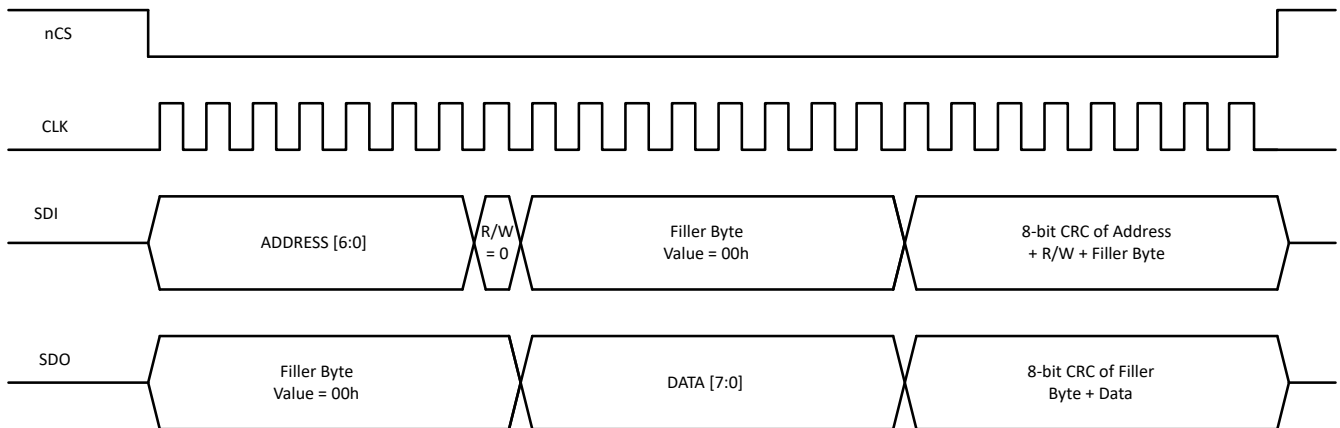 nCS
CLK
SDI
ADDRESS [6:0]
R/W
= 0
Filler Byte
Value = 00h
8-bit CRC of Address
+ R/W + Filler Byte
SDO
Filler Byte
Value = 00h
DATA [7:0]
8-bit CRC of Filler
Byte + Data